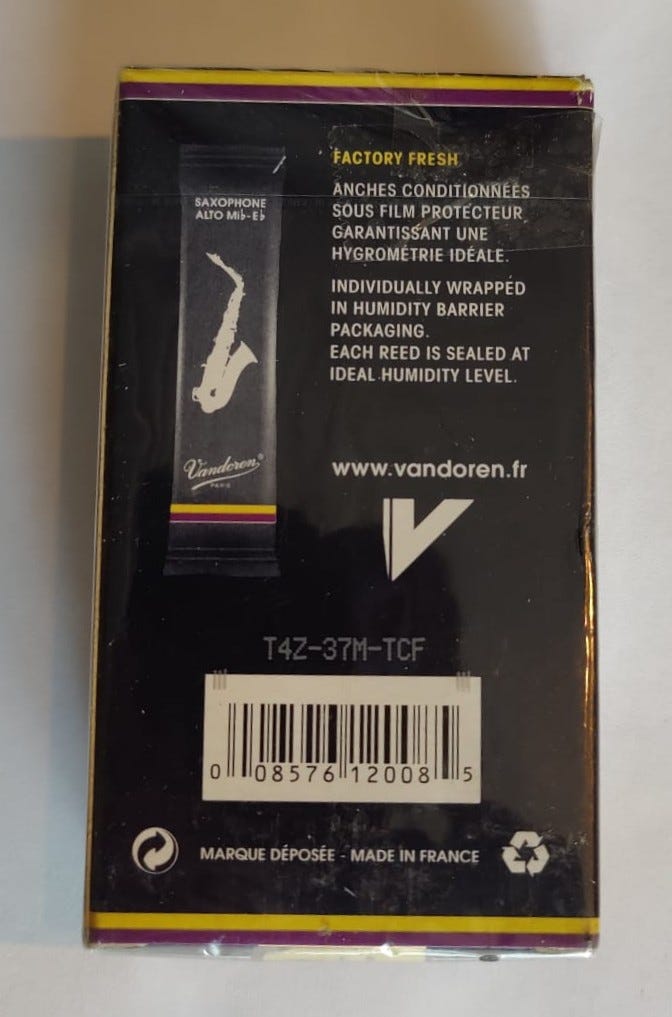 SAXOPHONE
ALTO Mi♭-E♭
Vandoren®
PARIS
FACTORY FRESH
ANCHES CONDITIONNÉES
SOUS FILM PROTECTEUR
GARANTISSANT UNE
HYGROMÉTRIE IDÉALE.
INDIVIDUALLY WRAPPED
IN HUMIDITY BARRIER
PACKAGING.
EACH REED IS SEALED AT
IDEAL HUMIDITY LEVEL.
www.vandoren.fr
V
T4Z-37M-TCF
0 08576 12008 5
MARQUE DÉPOSÉE - MADE IN FRANCE